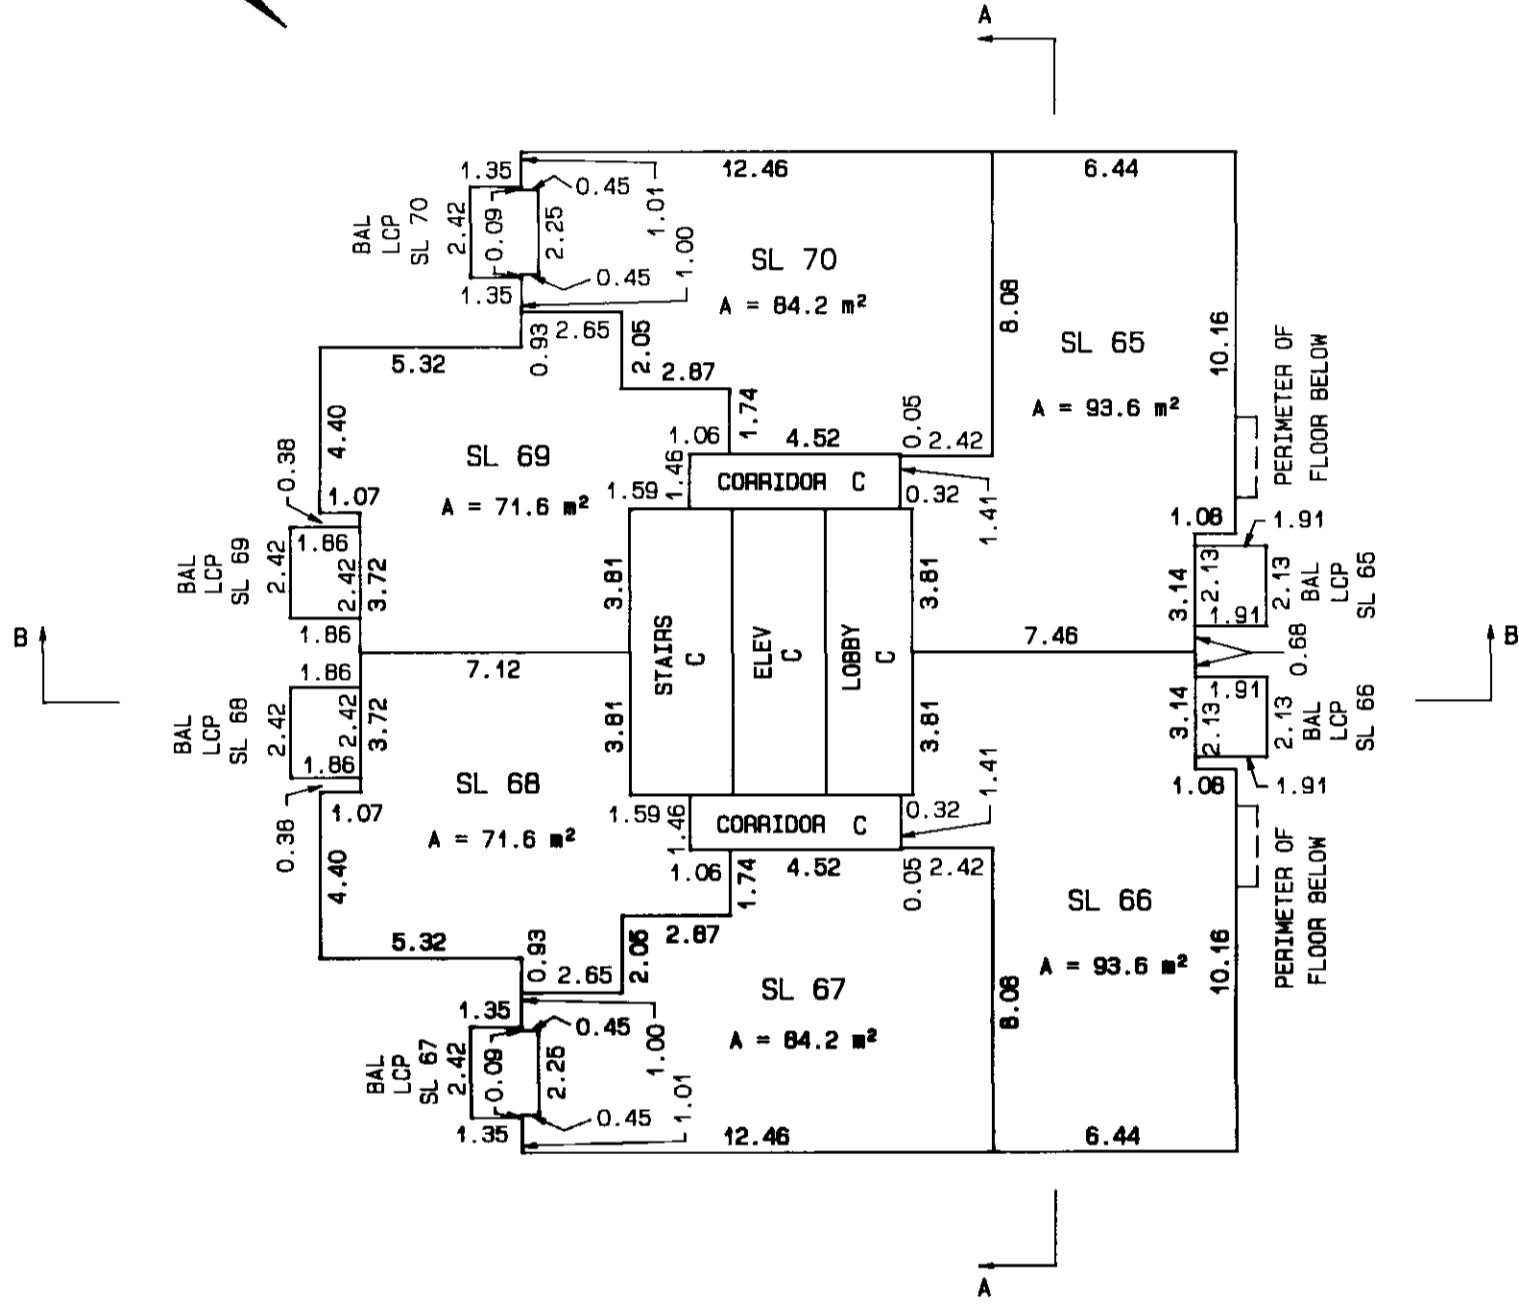 A
1.35
12.46
6.44
0.45
1.01
BAL
LCP
SL 70
2.42
0.09
2.25
1.00
0.45
1.35
SL 70
A = 84.2 m²
8.08
SL 65
A = 93.6 m²
10.16
PERIMETER OF
FLOOR BELOW
5.32
0.93
2.65
2.05
2.87
1.74
4.40
0.38
1.07
SL 69
A = 71.6 m²
1.06
4.52
0.05
2.42
1.59
1.46
CORRIDOR C
0.32
1.41
1.08
1.91
BAL
LCP
SL 69
2.42
1.86
2.42
3.72
1.86
3.81
3.81
3.14
2.13
1.91
2.13
BAL
LCP
SL 65
B
7.12
STAIRS
C
ELEV
C
LOBBY
C
7.46
0.68
B
BAL
LCP
SL 68
1.86
2.42
2.42
1.86
3.72
3.81
3.81
3.14
1.91
2.13
2.13
BAL
LCP
SL 66
1.08
1.91
0.38
1.07
SL 68
A = 71.6 m²
1.59
1.46
CORRIDOR C
0.32
1.41
4.40
1.06
1.74
4.52
0.05
2.42
SL 66
A = 93.6 m²
10.16
PERIMETER OF
FLOOR BELOW
5.32
0.93
2.65
2.05
2.87
SL 67
A = 84.2 m²
8.08
1.35
0.45
1.00
BAL
LCP
SL 67
2.42
0.09
2.25
1.01
0.45
1.35
12.46
6.44
A